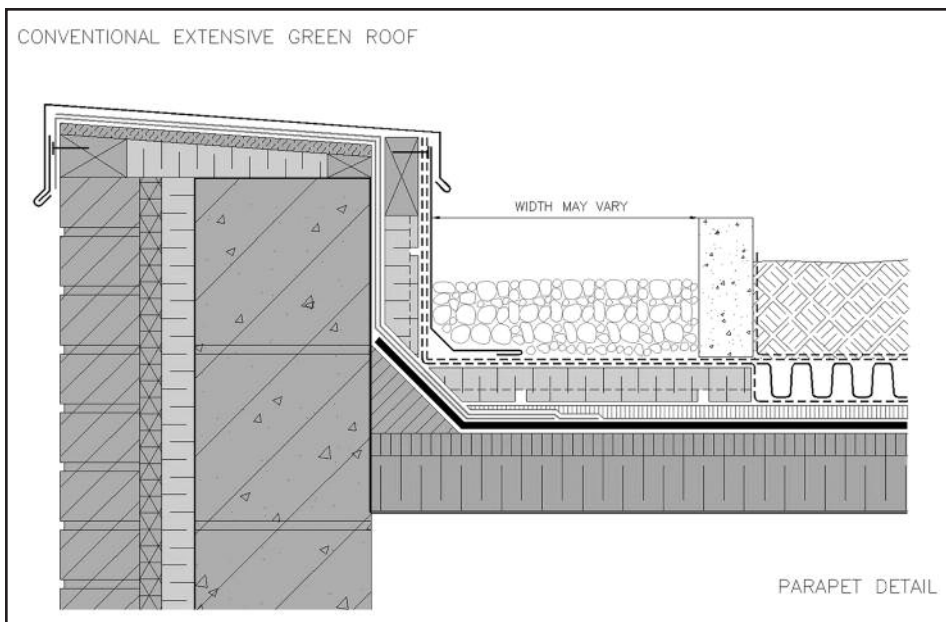 CONVENTIONAL EXTENSIVE GREEN ROOF
WIDTH MAY VARY
PARAPET DETAIL